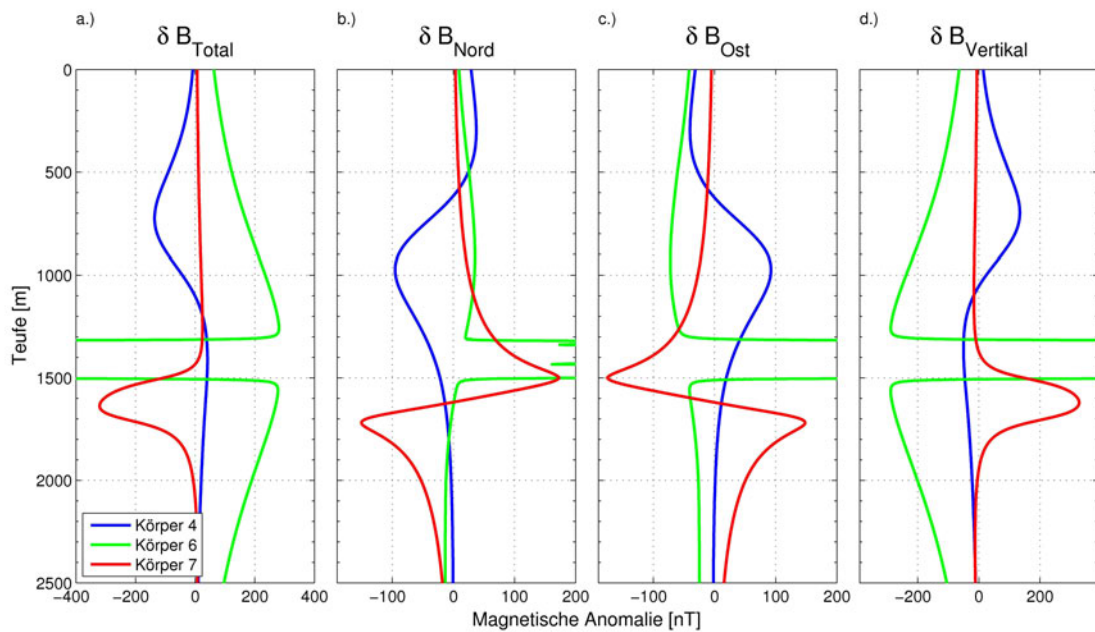 a.)
b.)
c.)
d.)
δ B_Total
δ B_Nord
δ B_Ost
δ B_Vertikal
0
500
1000
1500
2000
2500
Teufe [m]
Körper 4
Körper 6
Körper 7
−400 −200 0 200 400
−100 0 100 200
−100 0 100 200
−200 0 200
Magnetische Anomalie [nT]